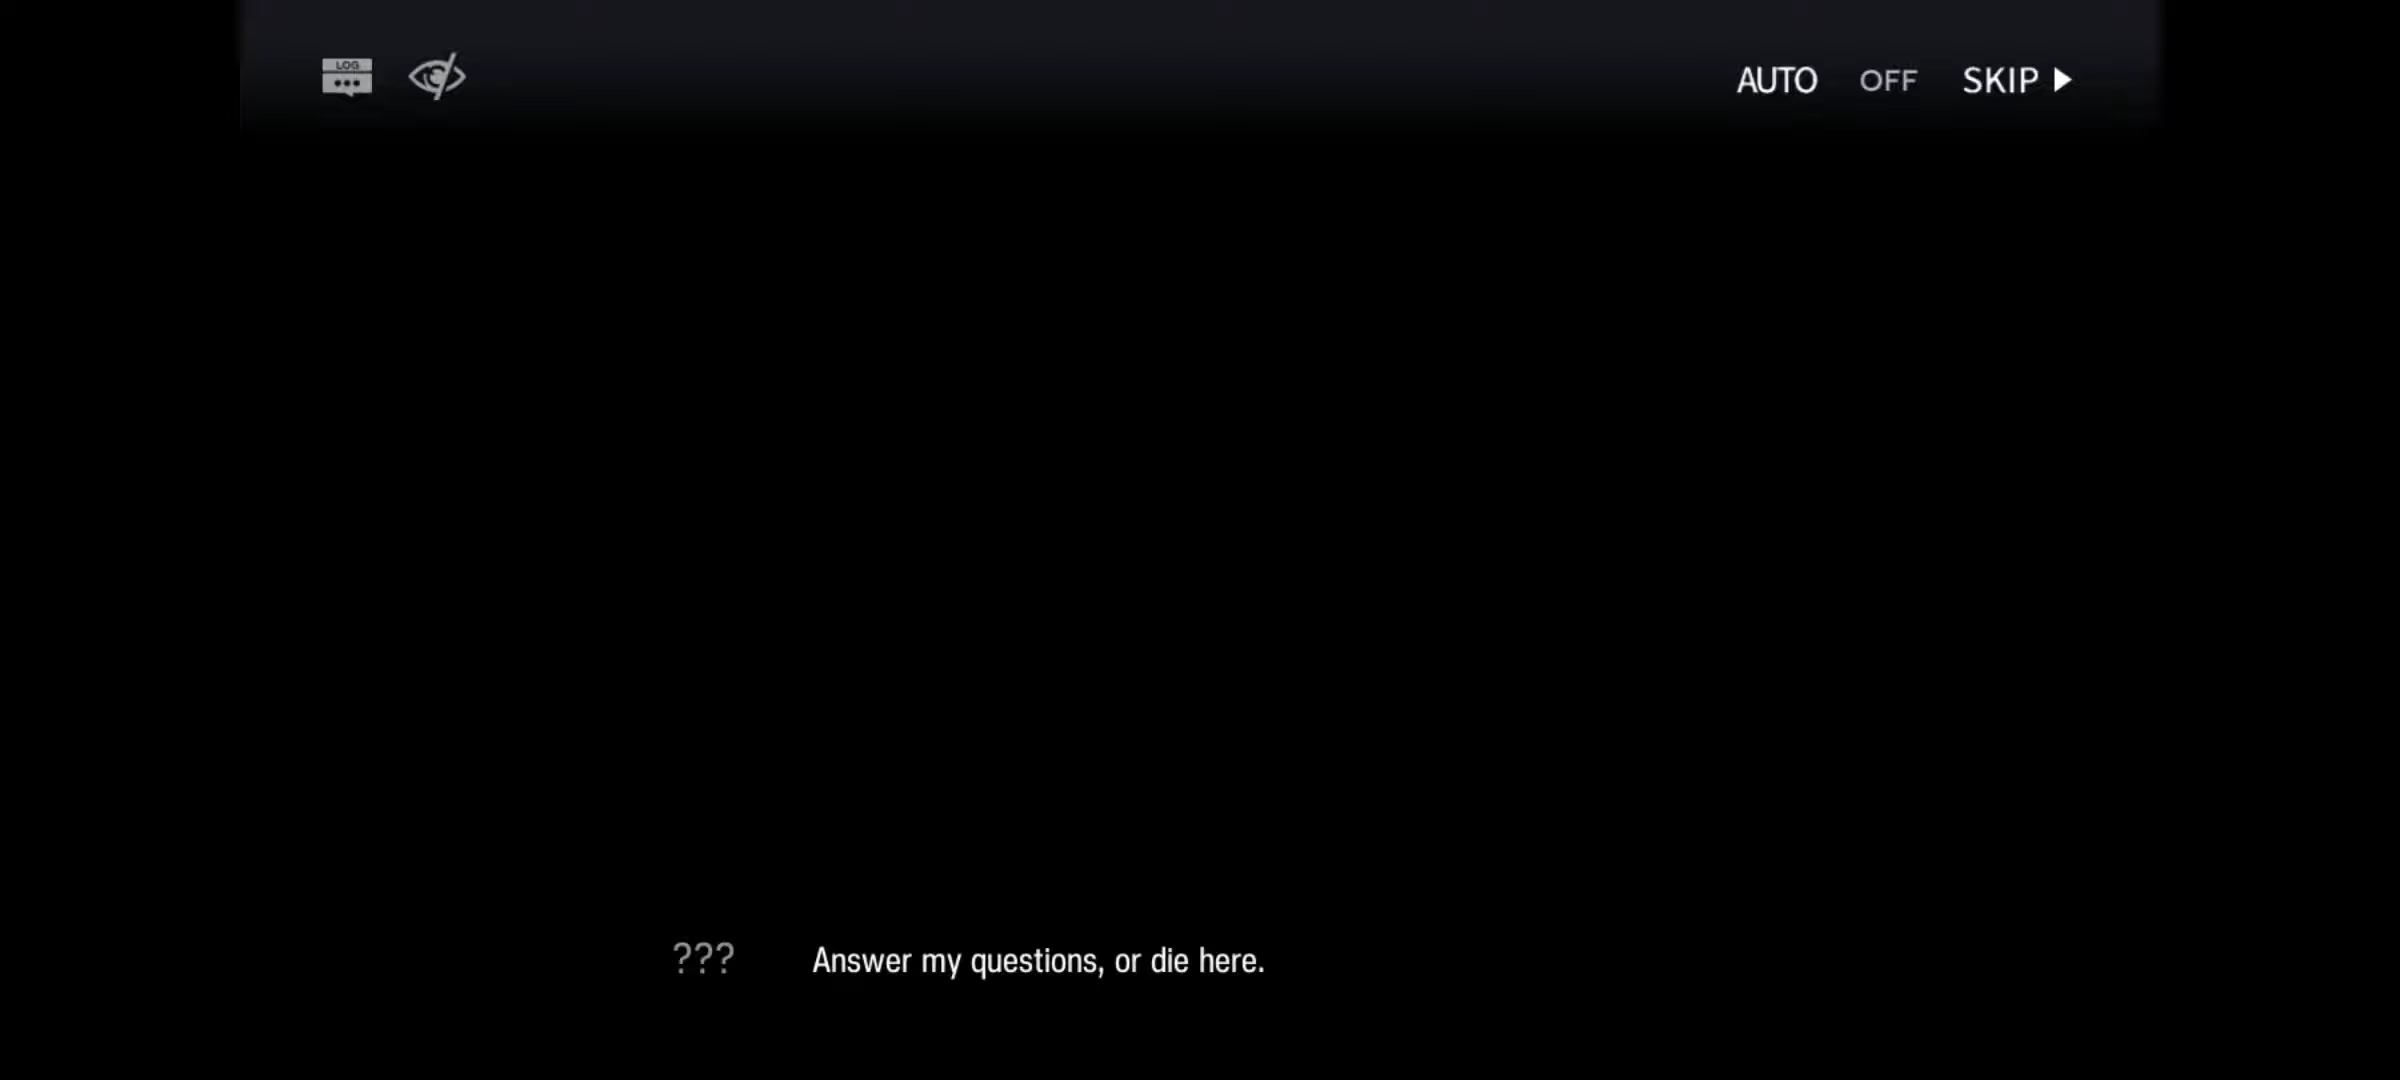 LOG
AUTO OFF SKIP
??? Answer my questions, or die here.